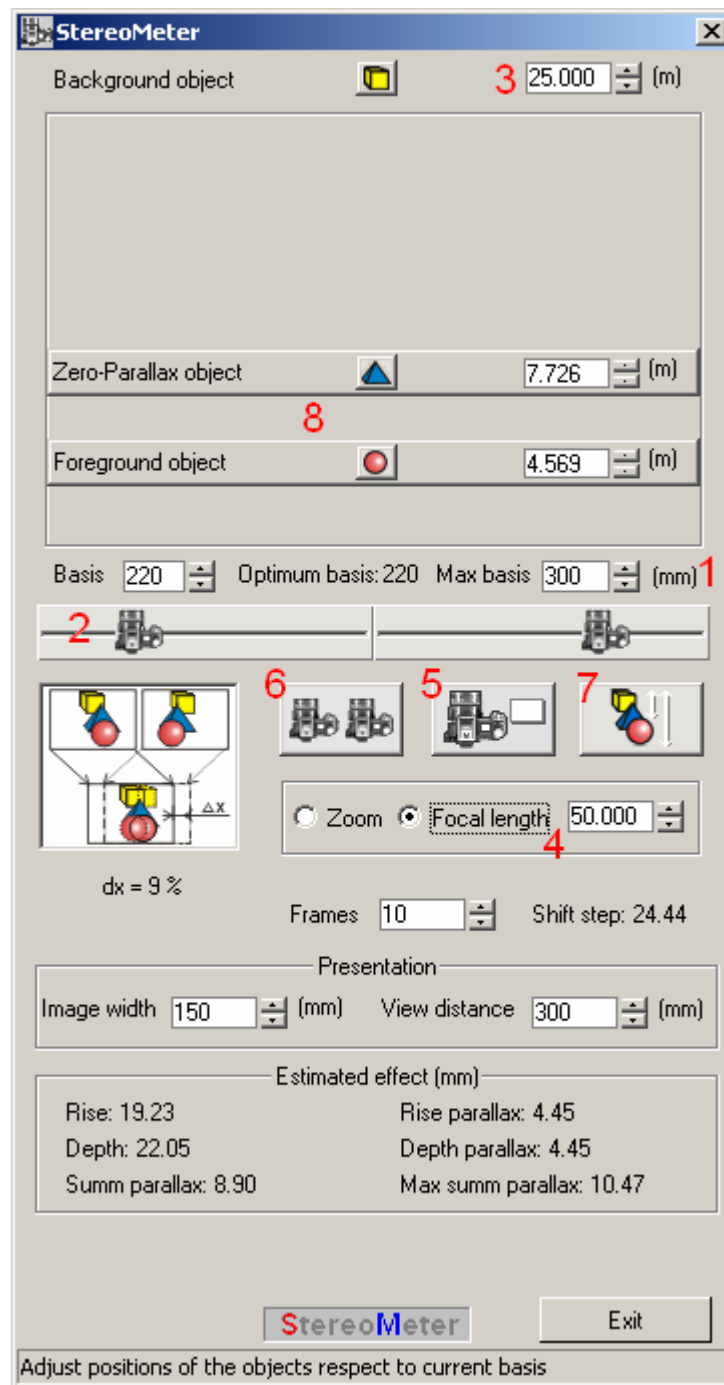 StereoMeter
Background object 3 25.000 (m)
Zero-Parallax object 7.726 (m)
8
Foreground object 4.569 (m)
Basis 220 Optimum basis: 220 Max basis 300 (mm) 1
2
6 5 7
Zoom Focal length 50.000
4
ΔX
dx = 9 %
Frames 10 Shift step: 24.44
Presentation
Image width 150 (mm) View distance 300 (mm)
Estimated effect (mm)
Rise: 19.23 Rise parallax: 4.45
Depth: 22.05 Depth parallax: 4.45
Summ parallax: 8.90 Max summ parallax: 10.47
StereoMeter Exit
Adjust positions of the objects respect to current basis